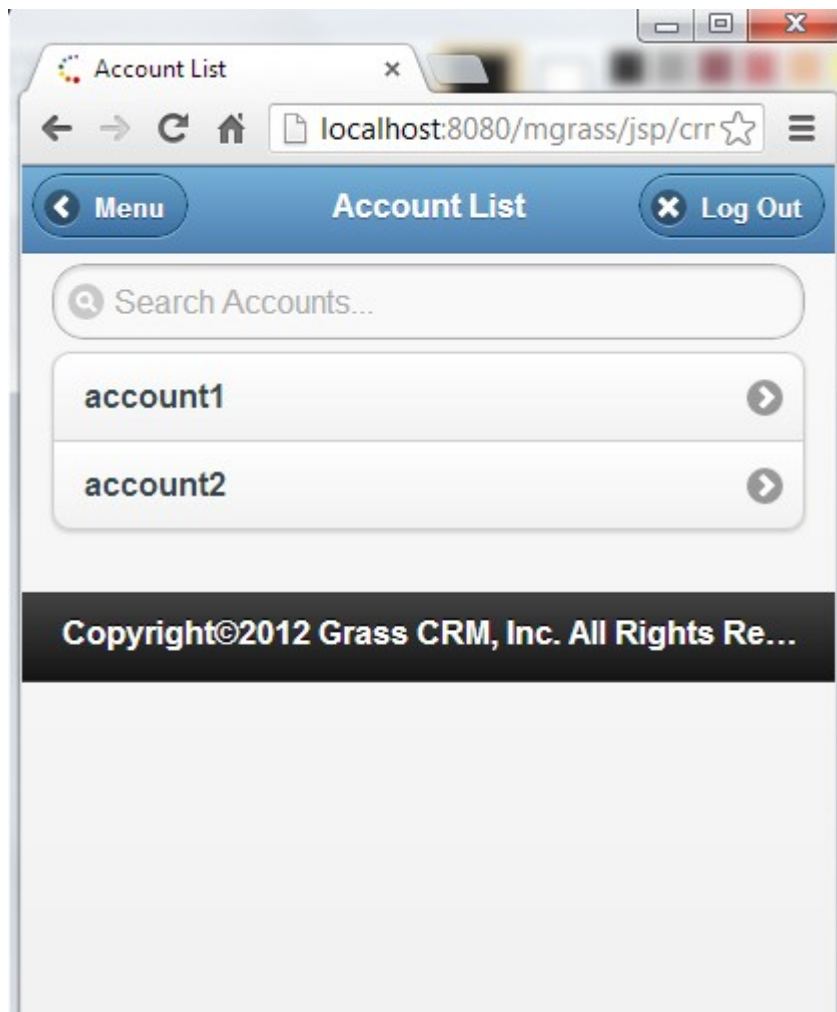 Account List
localhost:8080/mgrass/jsp/crr
Menu
Account List
Log Out
Search Accounts...
account1
account2
Copyright©2012 Grass CRM, Inc. All Rights Re...